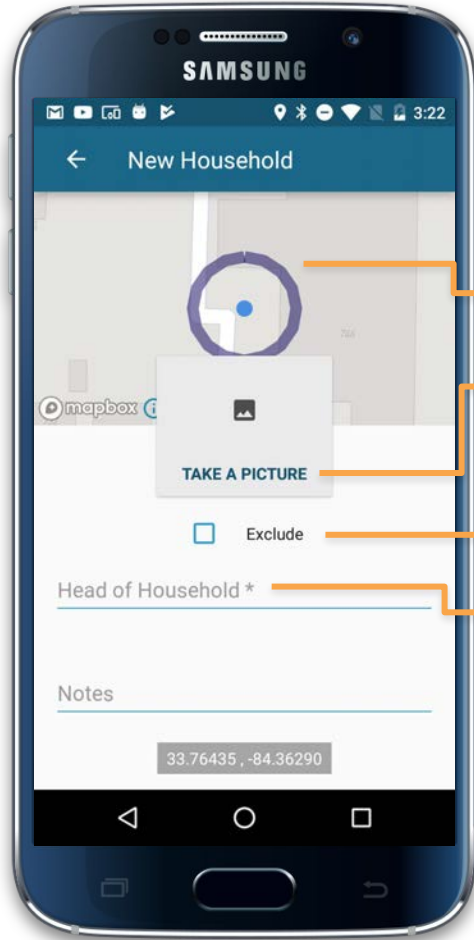 SAMSUNG
3:22
New Household
mapbox
TAKE A PICTURE
Exclude
Head of Household *
Notes
33.76435 , -84.36290